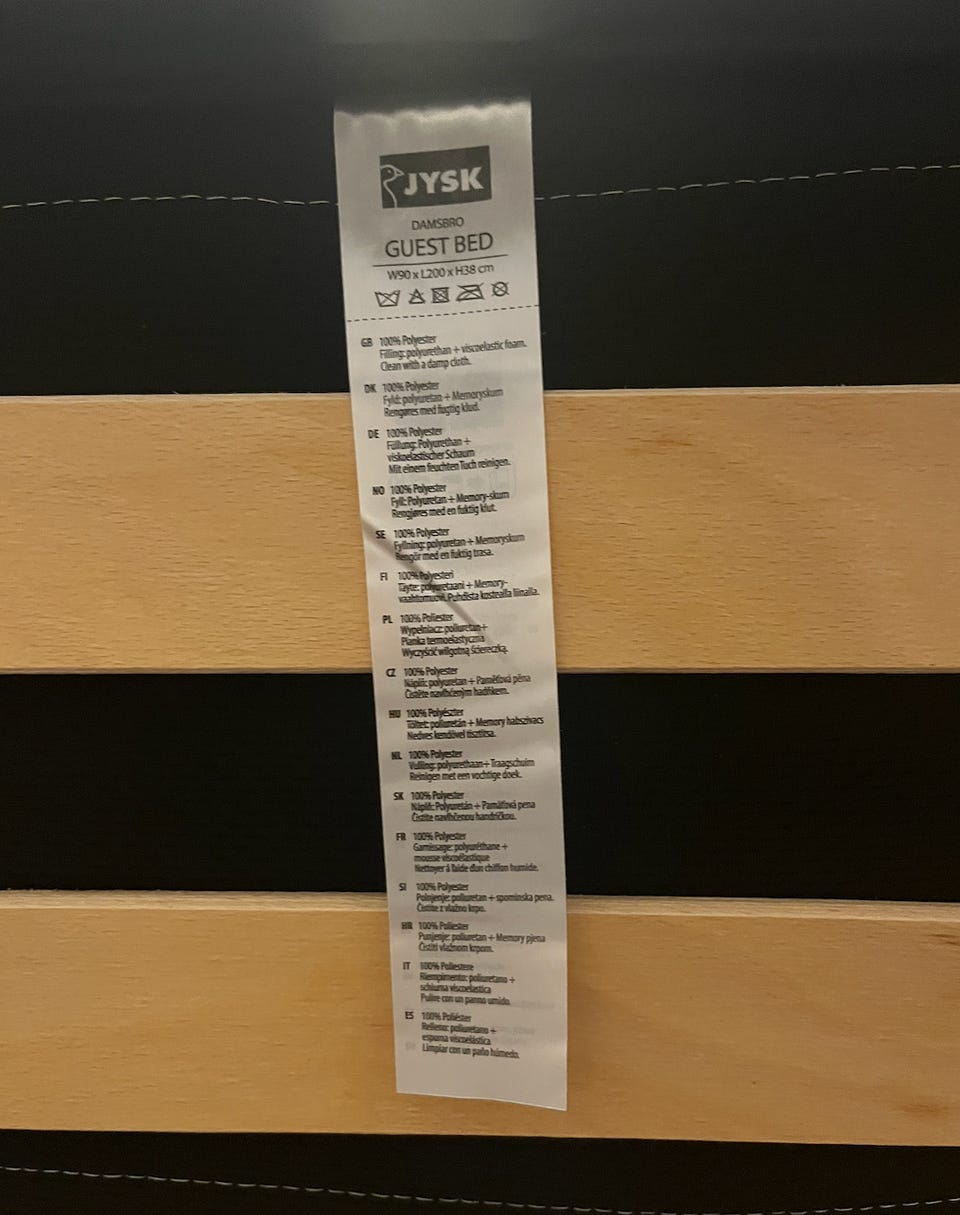 JYSK
DAMSBRO
GUEST BED
W90 x L200 x H38 cm
GB 100% Polyester
Filling: polyurethan + viscoelastic foam.
Clean with a damp cloth.
DK 100% Polyester
Fyld: polyuretan + Memoryskum
Rengøres med fugtig klud.
DE 100% Polyester
Füllung: Polyurethan +
viskoelastischer Schaum
Mit einem feuchten Tuch reinigen.
NO 100% Polyester
Fyll: Polyuretan + Memory-skum
Rengjøres med en fuktig klut.
SE 100% Polyester
Fyllning: polyuretan + Memoryskum
Rengör med en fuktig trasa.
FI 100% Polyesteri
Täyte: polyuretaani + Memory-
vaahtomuovi. Puhdista kostealla liinalla.
PL 100% Poliester
Wypełniacz: poliuretan+
Pianka termoelastyczna
Wyczyścić wilgotną ściereczką.
CZ 100% Polyester
Náplň: polyuretan + Paměťová pěna
Čistěte navlhčeným hadříkem.
HU 100% Polyészter
Töltet: poliuretán + Memory habszivacs
Nedves kendővel tisztítsa.
NL 100% Polyester
Vulling: polyurethaan+ Traagschuim
Reinigen met een vochtige doek.
SK 100% Polyester
Náplň: Polyuretán + Pamäťová pena
Čistite navlhčenou handričkou.
FR 100% Polyester
Garnissage: polyuréthane +
mousse viscoélastique
Nettoyer à l'aide d'un chiffon humide.
SI 100% Polyester
Polnjenje: poliuretan + spominska pena.
Čistite z vlažno krpo.
HR 100% Poliester
Punjenje: poliuretan + Memory pjena
Čistiti vlažnom krpom.
IT 100% Poliestere
Riempimento: poliuretano +
schiuma viscoelastica
Pulire con un panno umido.
ES 100% Poliéster
Relleno: poliuretano +
espuma viscoelástica
Limpiar con un paño húmedo.